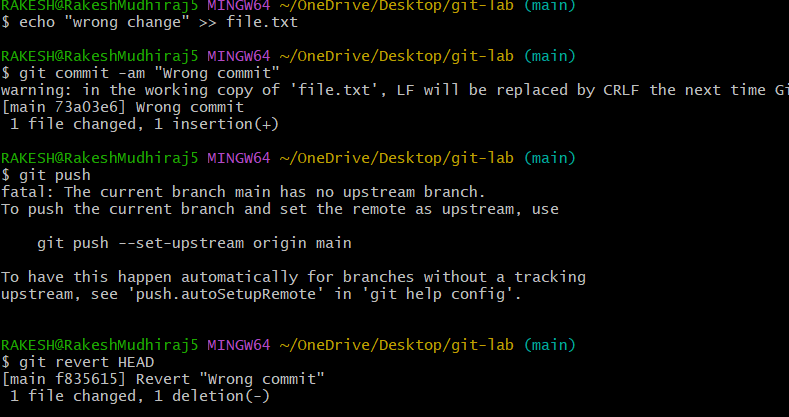 RAKESH@RakeshMudhiraj5 MINGW64 ~/OneDrive/Desktop/git-lab (main)
$ echo "wrong change" >> file.txt
RAKESH@RakeshMudhiraj5 MINGW64 ~/OneDrive/Desktop/git-lab (main)
$ git commit -am "Wrong commit"
warning: in the working copy of 'file.txt', LF will be replaced by CRLF the next time Gi
[main 73a03e6] Wrong commit
 1 file changed, 1 insertion(+)
RAKESH@RakeshMudhiraj5 MINGW64 ~/OneDrive/Desktop/git-lab (main)
$ git push
fatal: The current branch main has no upstream branch.
To push the current branch and set the remote as upstream, use
    git push --set-upstream origin main
To have this happen automatically for branches without a tracking
upstream, see 'push.autoSetupRemote' in 'git help config'.
RAKESH@RakeshMudhiraj5 MINGW64 ~/OneDrive/Desktop/git-lab (main)
$ git revert HEAD
[main f835615] Revert "Wrong commit"
 1 file changed, 1 deletion(-)